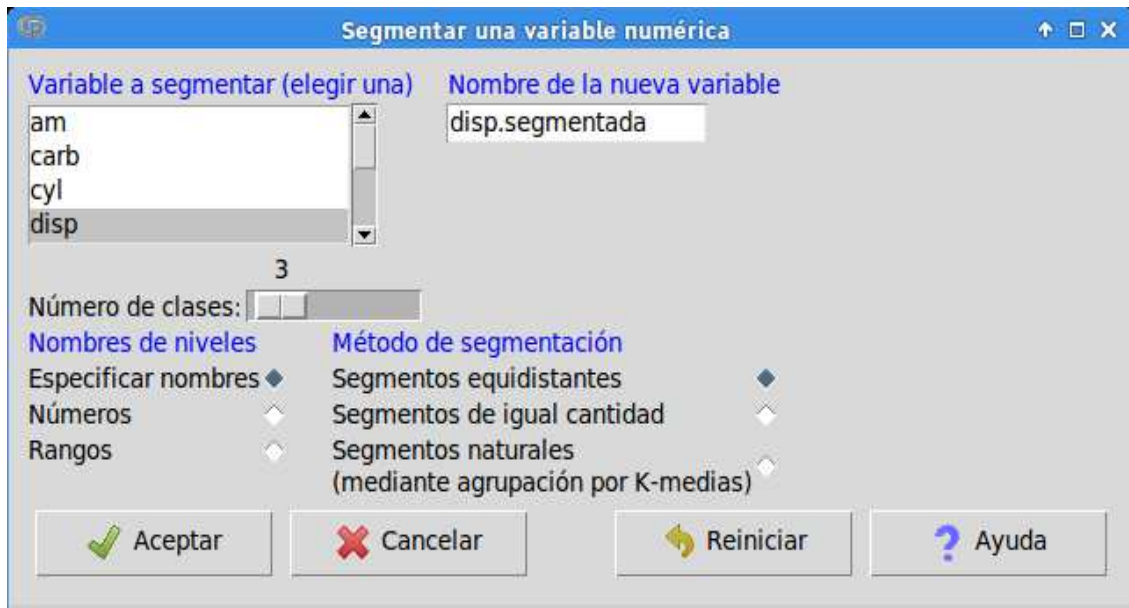 Segmentar una variable numérica
Variable a segmentar (elegir una)
am
carb
cyl
disp
Nombre de la nueva variable
disp.segmentada
3
Número de clases:
Nombres de niveles
Especificar nombres
Números
Rangos
Método de segmentación
Segmentos equidistantes
Segmentos de igual cantidad
Segmentos naturales
(mediante agrupación por K-medias)
Aceptar
Cancelar
Reiniciar
Ayuda